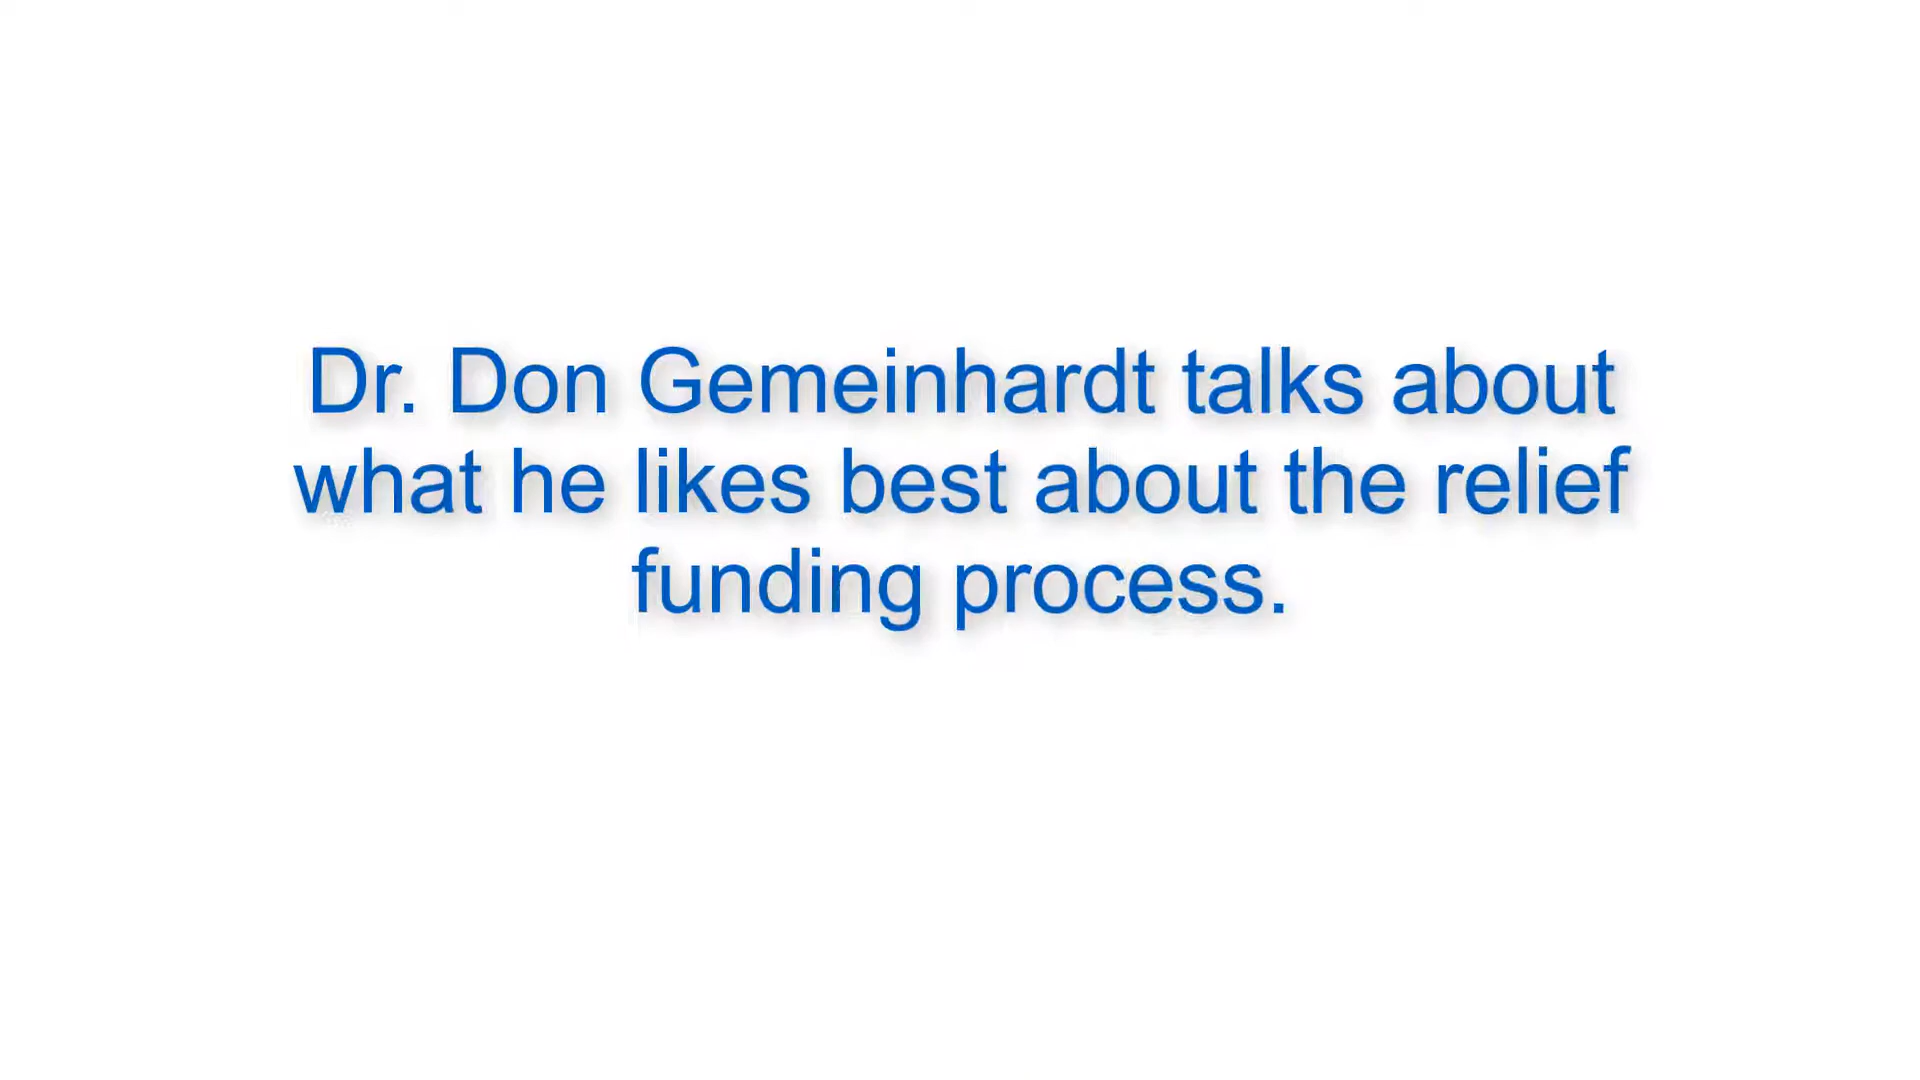 Dr. Don Gemeinhardt talks about
what he likes best about the relief
funding process.